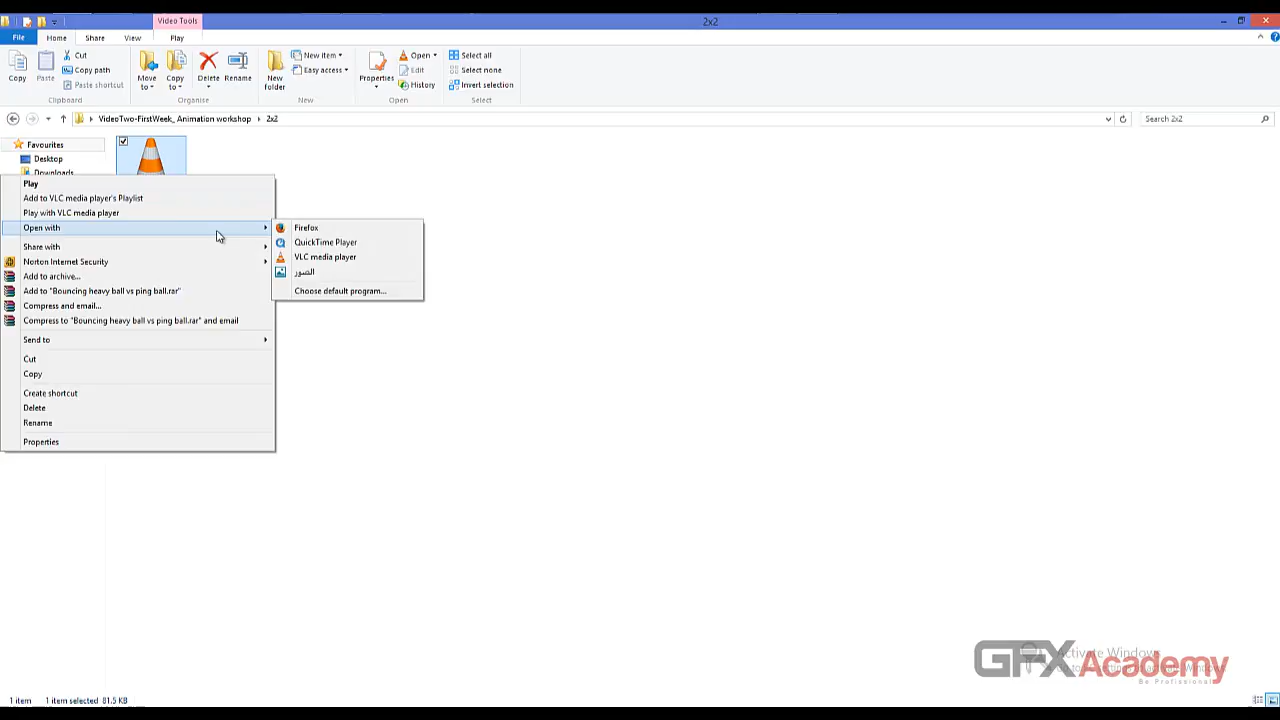 Video Tools
2x2
File
Home
Share
View
Play
Copy
Paste
Cut
Copy path
Paste shortcut
Clipboard
Move to
Copy to
Delete
Rename
Organise
New folder
New item
Easy access
New
Properties
Open
Edit
History
Open
Select all
Select none
Invert selection
Select
VideoTwo-FirstWeek_ Animation workshop
2x2
Search 2x2
Favourites
Desktop
Downloads
Play
Add to VLC media player's Playlist
Play with VLC media player
Open with
Share with
Norton Internet Security
Add to archive...
Add to "Bouncing heavy ball vs ping ball.rar"
Compress and email...
Compress to "Bouncing heavy ball vs ping ball.rar" and email
Send to
Cut
Copy
Create shortcut
Delete
Rename
Properties
Firefox
QuickTime Player
VLC media player
الصور
Choose default program...
Activate Windows
GFXAcademy
Be Profissional
1 item
1 item selected 81.5 KB